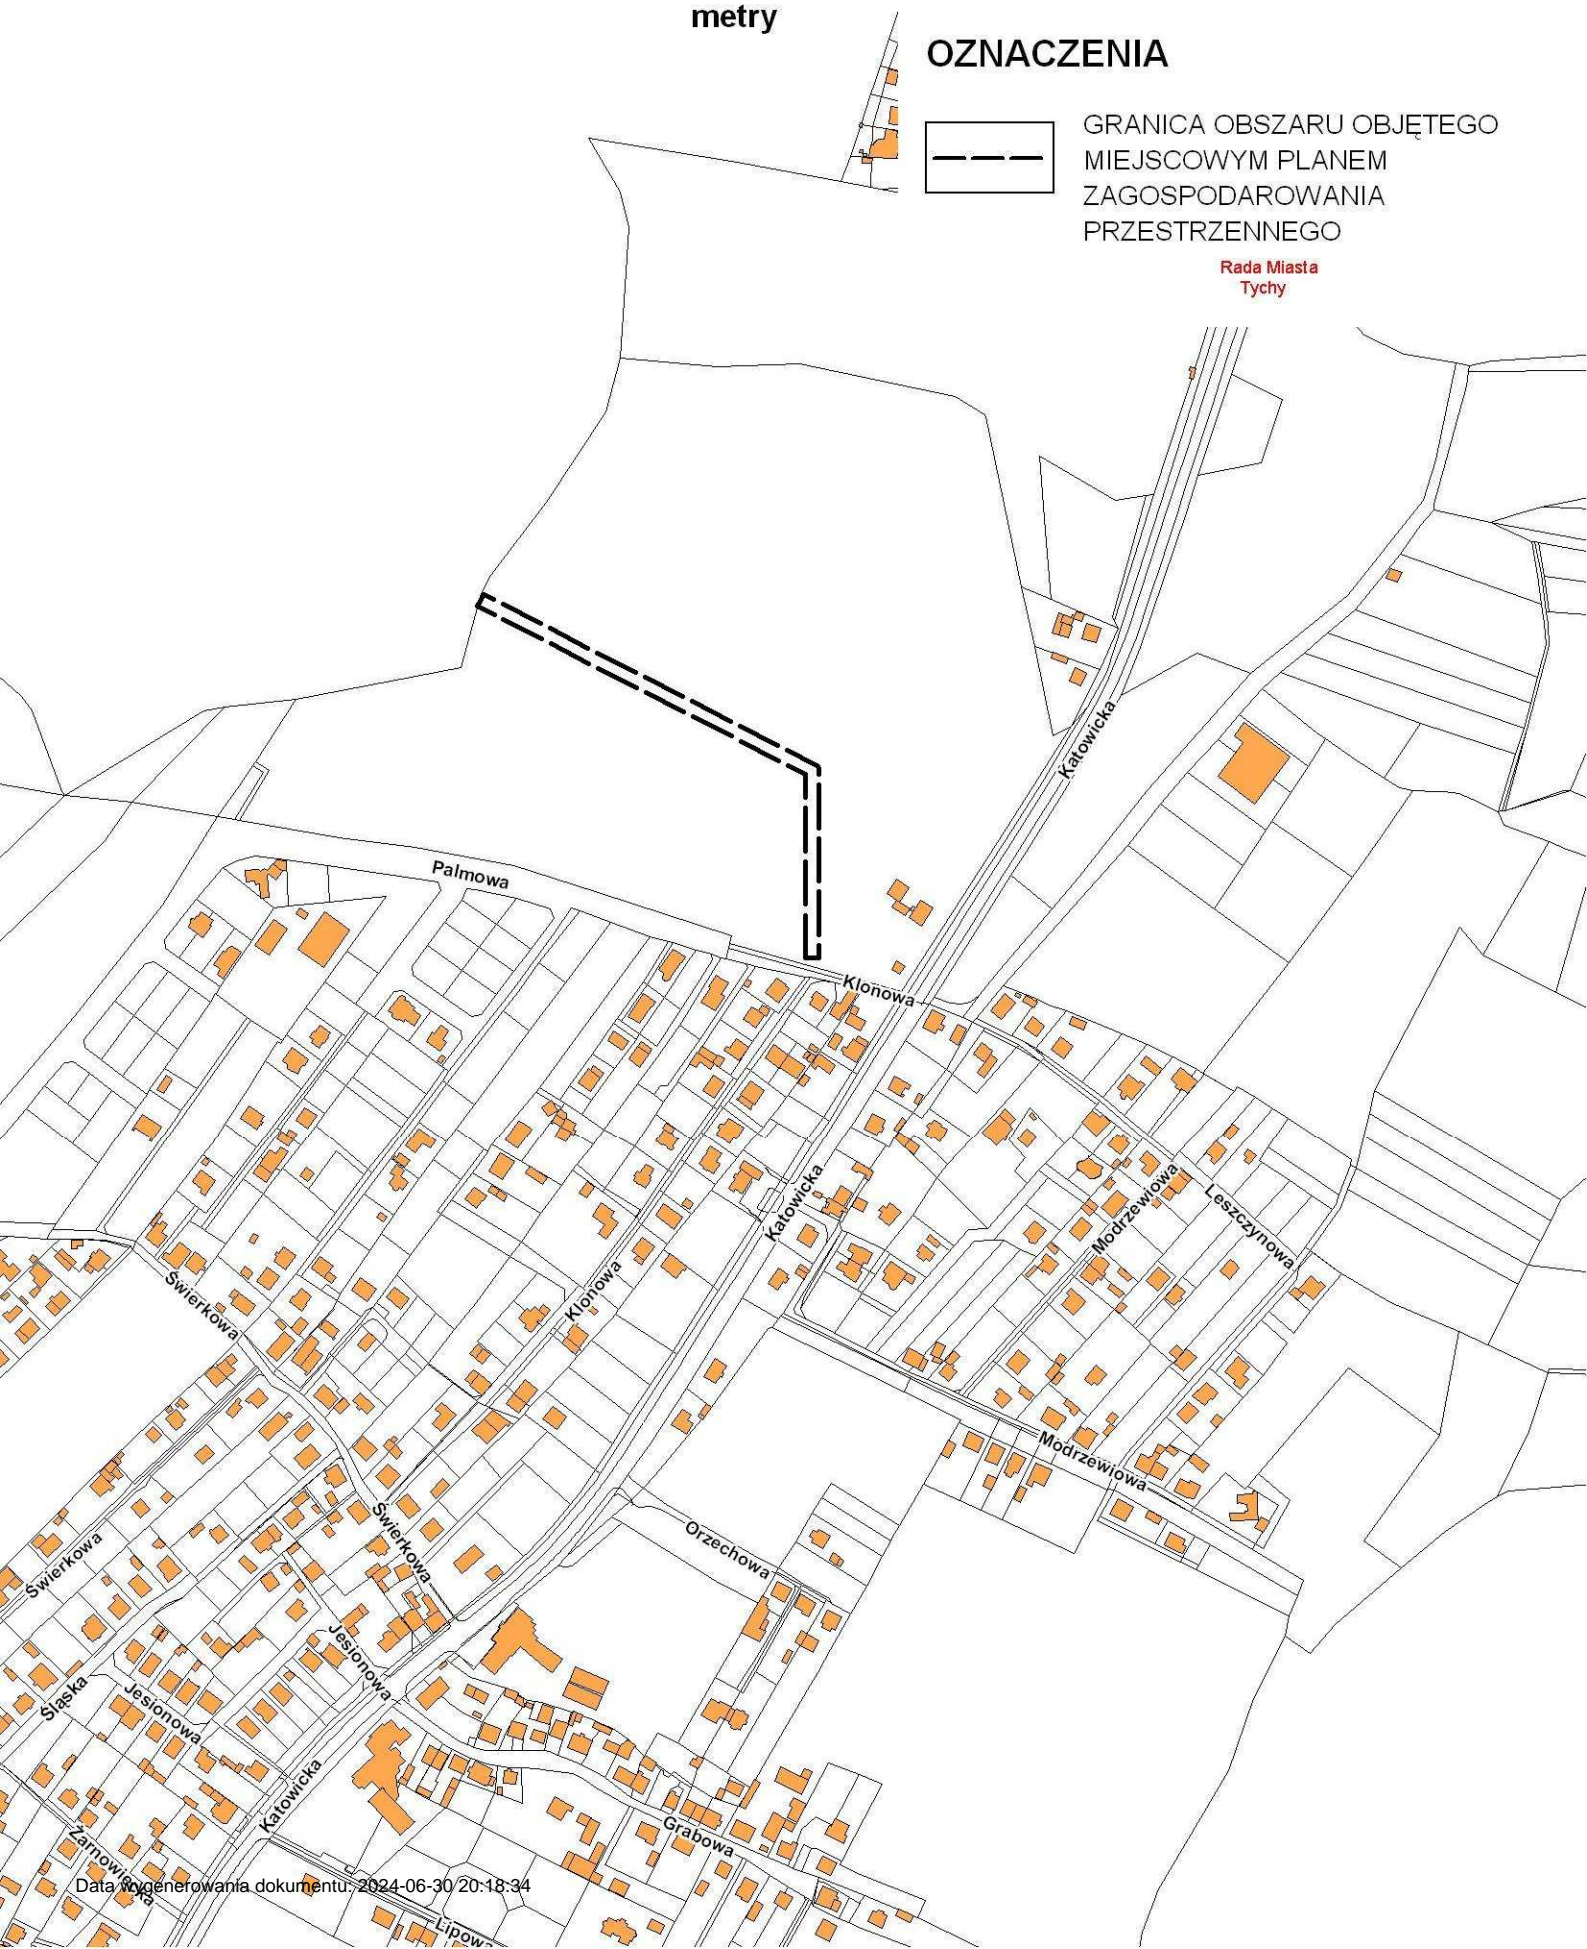 metry
OZNACZENIA
GRANICA OBSZARU OBJĘTEGO
MIEJSCOWYM PLANEM
ZAGOSPODAROWANIA
PRZESTRZENNEGO
Rada Miasta
Tychy
Katowicka
Palmowa
Klonowa
Katowicka
Modrzewiowa
Leszczynowa
Świerkowa
Klonowa
Modrzewiowa
Świerkowa
Orzechowa
Świerkowa
Jesionowa
Śląska
Jesionowa
Katowicka
Grabowa
Żarnowiecka
Data wygenerowania dokumentu: 2024-06-30 20:18:34
Lipowa